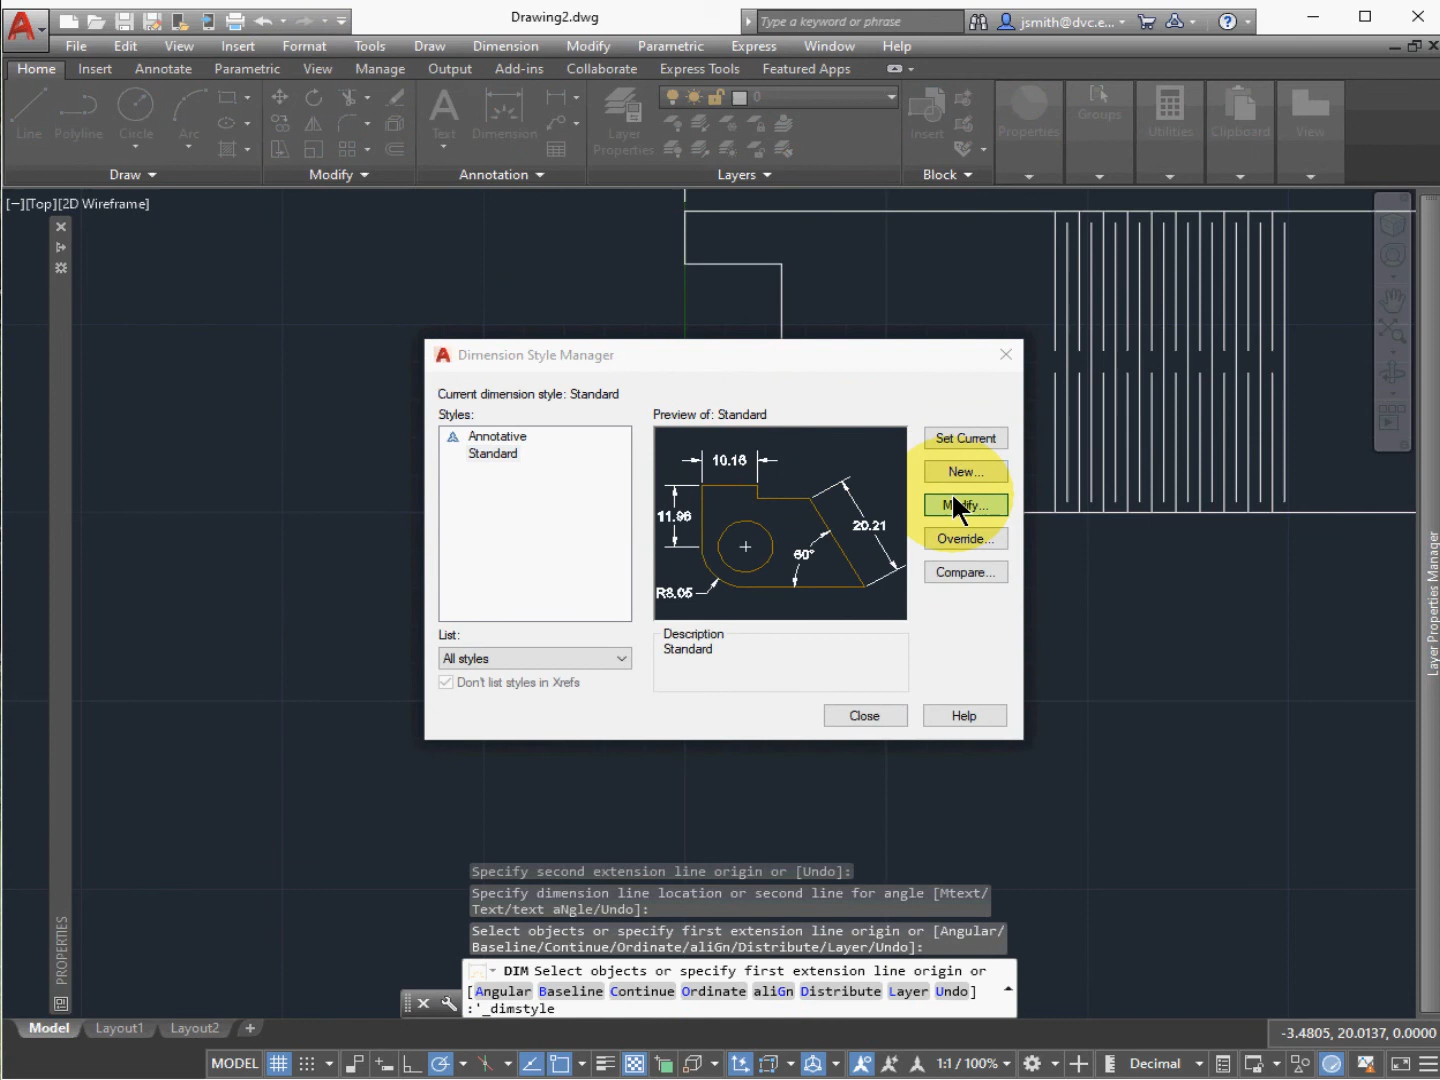 Drawing2.dwg
Type a keyword or phrase
jsmith@dvc.e...
File Edit View Insert Format Tools Draw Dimension Modify Parametric Express Window Help
Home Insert Annotate Parametric View Manage Output Add-ins Collaborate Express Tools Featured Apps
Line Polyline Circle Arc
Text Dimension
Layer
Properties
0
Insert
Properties
Groups
Utilities
Clipboard
View
Draw Modify Annotation Layers Block
[−][Top][2D Wireframe]
Dimension Style Manager
Current dimension style: Standard
Styles:
Annotative
Standard
Preview of: Standard
10.16
11.96
20.21
60°
R8.05
Set Current
New...
Modify...
Override...
Compare...
List:
All styles
Don't list styles in Xrefs
Description
Standard
Close
Help
Layer Properties Manager
PROPERTIES
Specify second extension line origin or [Undo]:
Specify dimension line location or second line for angle [Mtext/
Text/text aNgle/Undo]:
Select objects or specify first extension line origin or [Angular/
Baseline/Continue/Ordinate/aliGn/Distribute/Layer/Undo]:
DIM Select objects or specify first extension line origin or
[Angular Baseline Continue Ordinate aliGn Distribute Layer Undo]
:'_dimstyle
Model Layout1 Layout2 +
-3.4805, 20.0137, 0.0000
MODEL
1:1 / 100%
Decimal